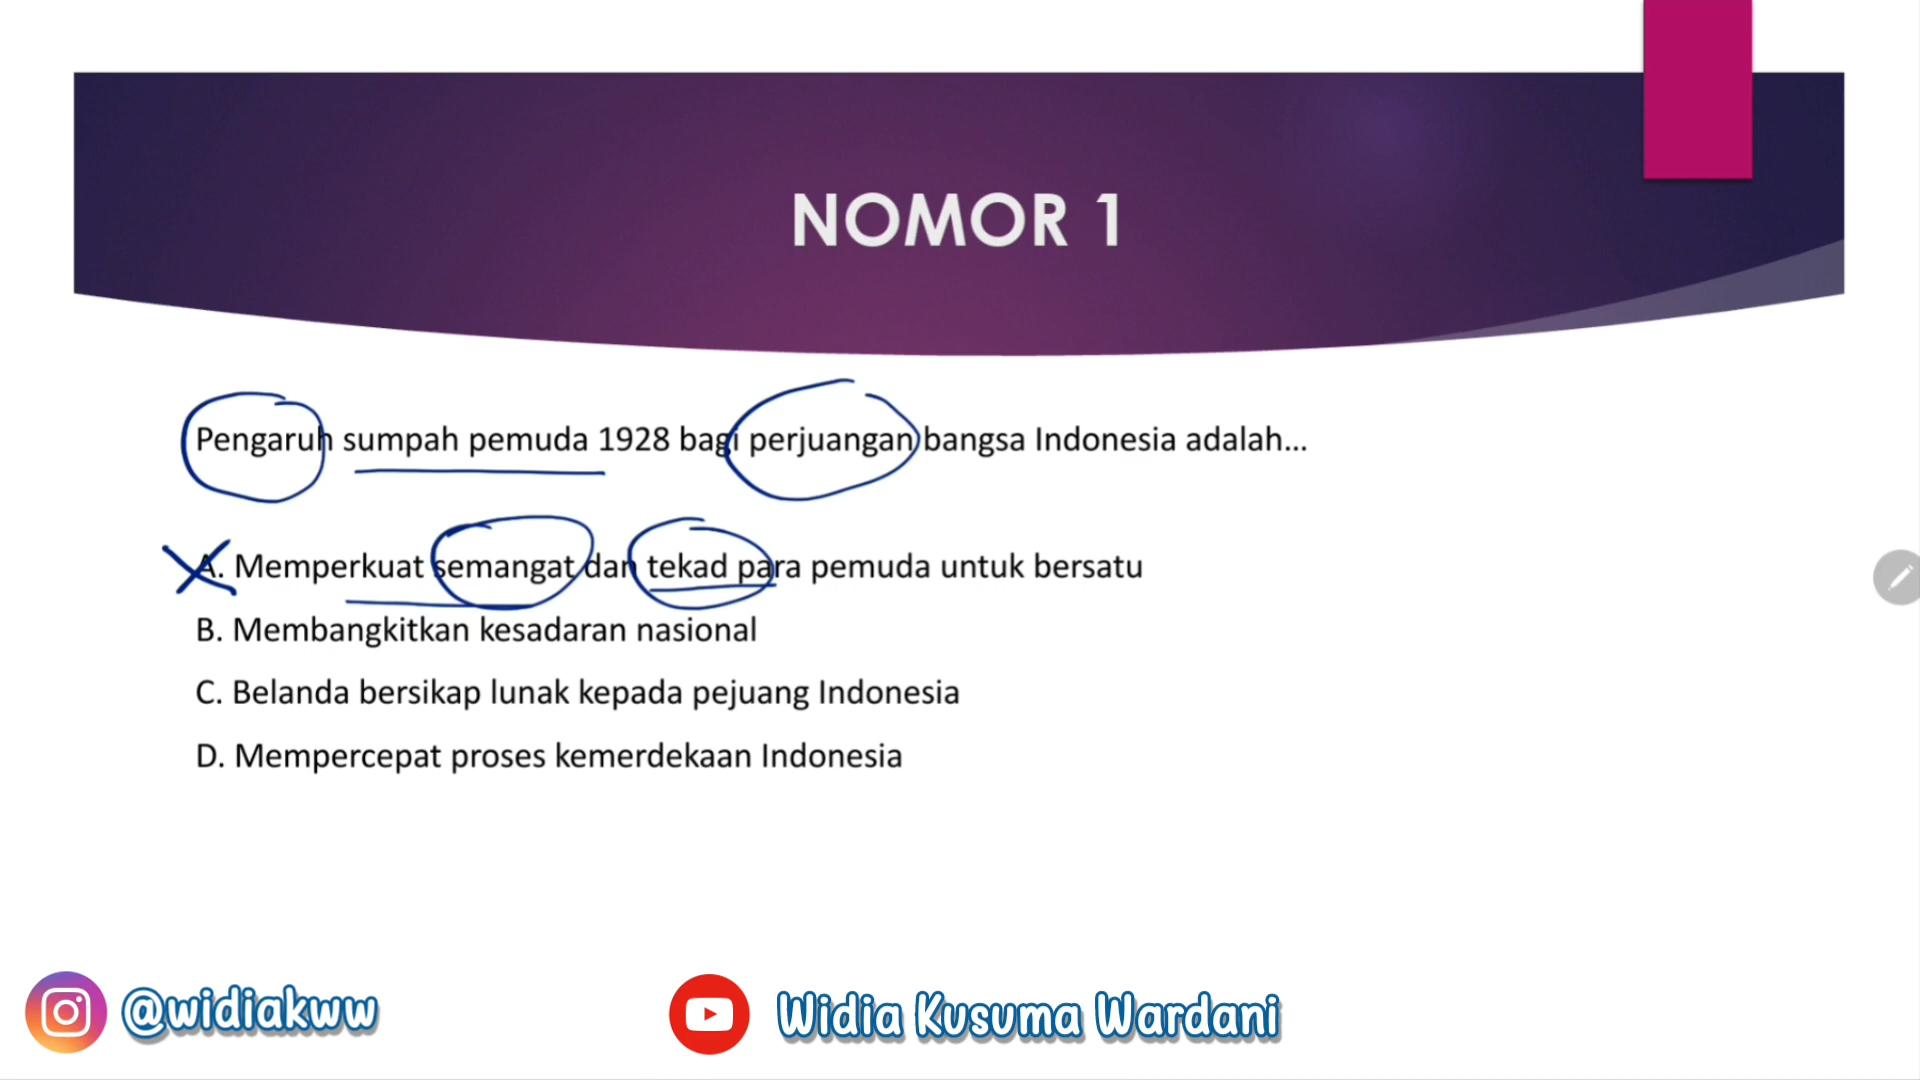 NOMOR 1
Pengaruh sumpah pemuda 1928 bagi perjuangan bangsa Indonesia adalah...
A. Memperkuat semangat dan tekad para pemuda untuk bersatu
B. Membangkitkan kesadaran nasional
C. Belanda bersikap lunak kepada pejuang Indonesia
D. Mempercepat proses kemerdekaan Indonesia
@widiakww
Widia Kusuma Wardani